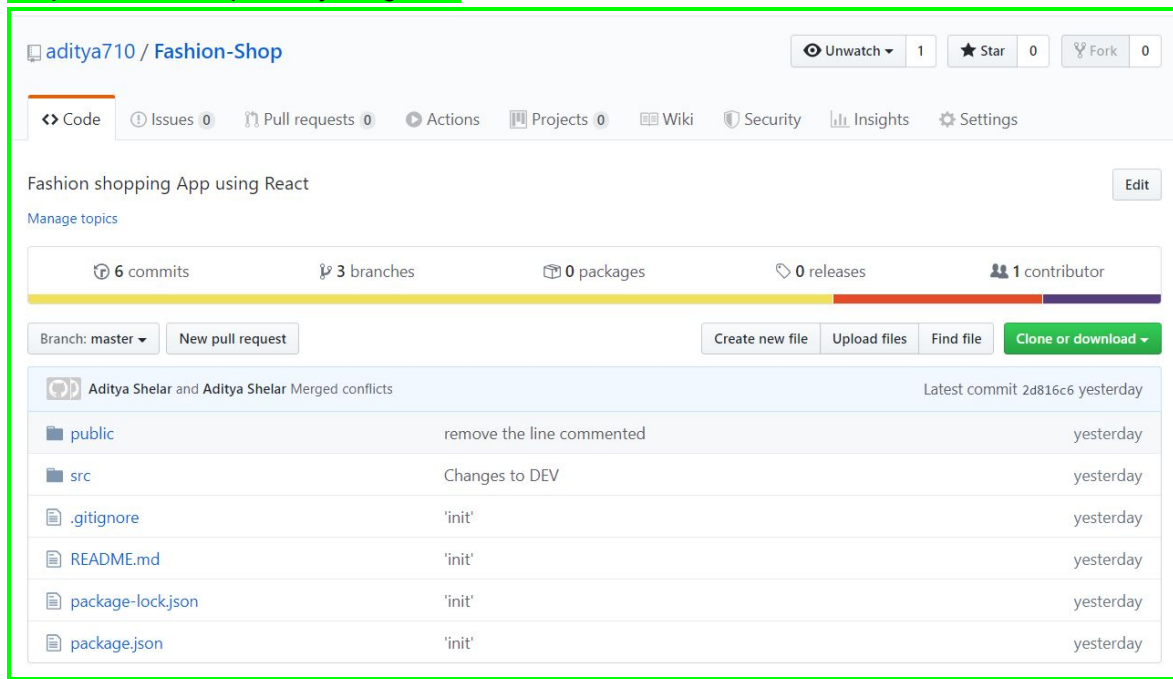 aditya710 / Fashion-Shop Unwatch 1 Star 0 Fork 0
Code Issues 0 Pull requests 0 Actions Projects 0 Wiki Security Insights Settings
Fashion shopping App using React Edit
Manage topics
6 commits 3 branches 0 packages 0 releases 1 contributor
Branch: master New pull request Create new file Upload files Find file Clone or download
Aditya Shelar and Aditya Shelar Merged conflicts Latest commit 2d816c6 yesterday
public remove the line commented yesterday
src Changes to DEV yesterday
.gitignore 'init' yesterday
README.md 'init' yesterday
package-lock.json 'init' yesterday
package.json 'init' yesterday